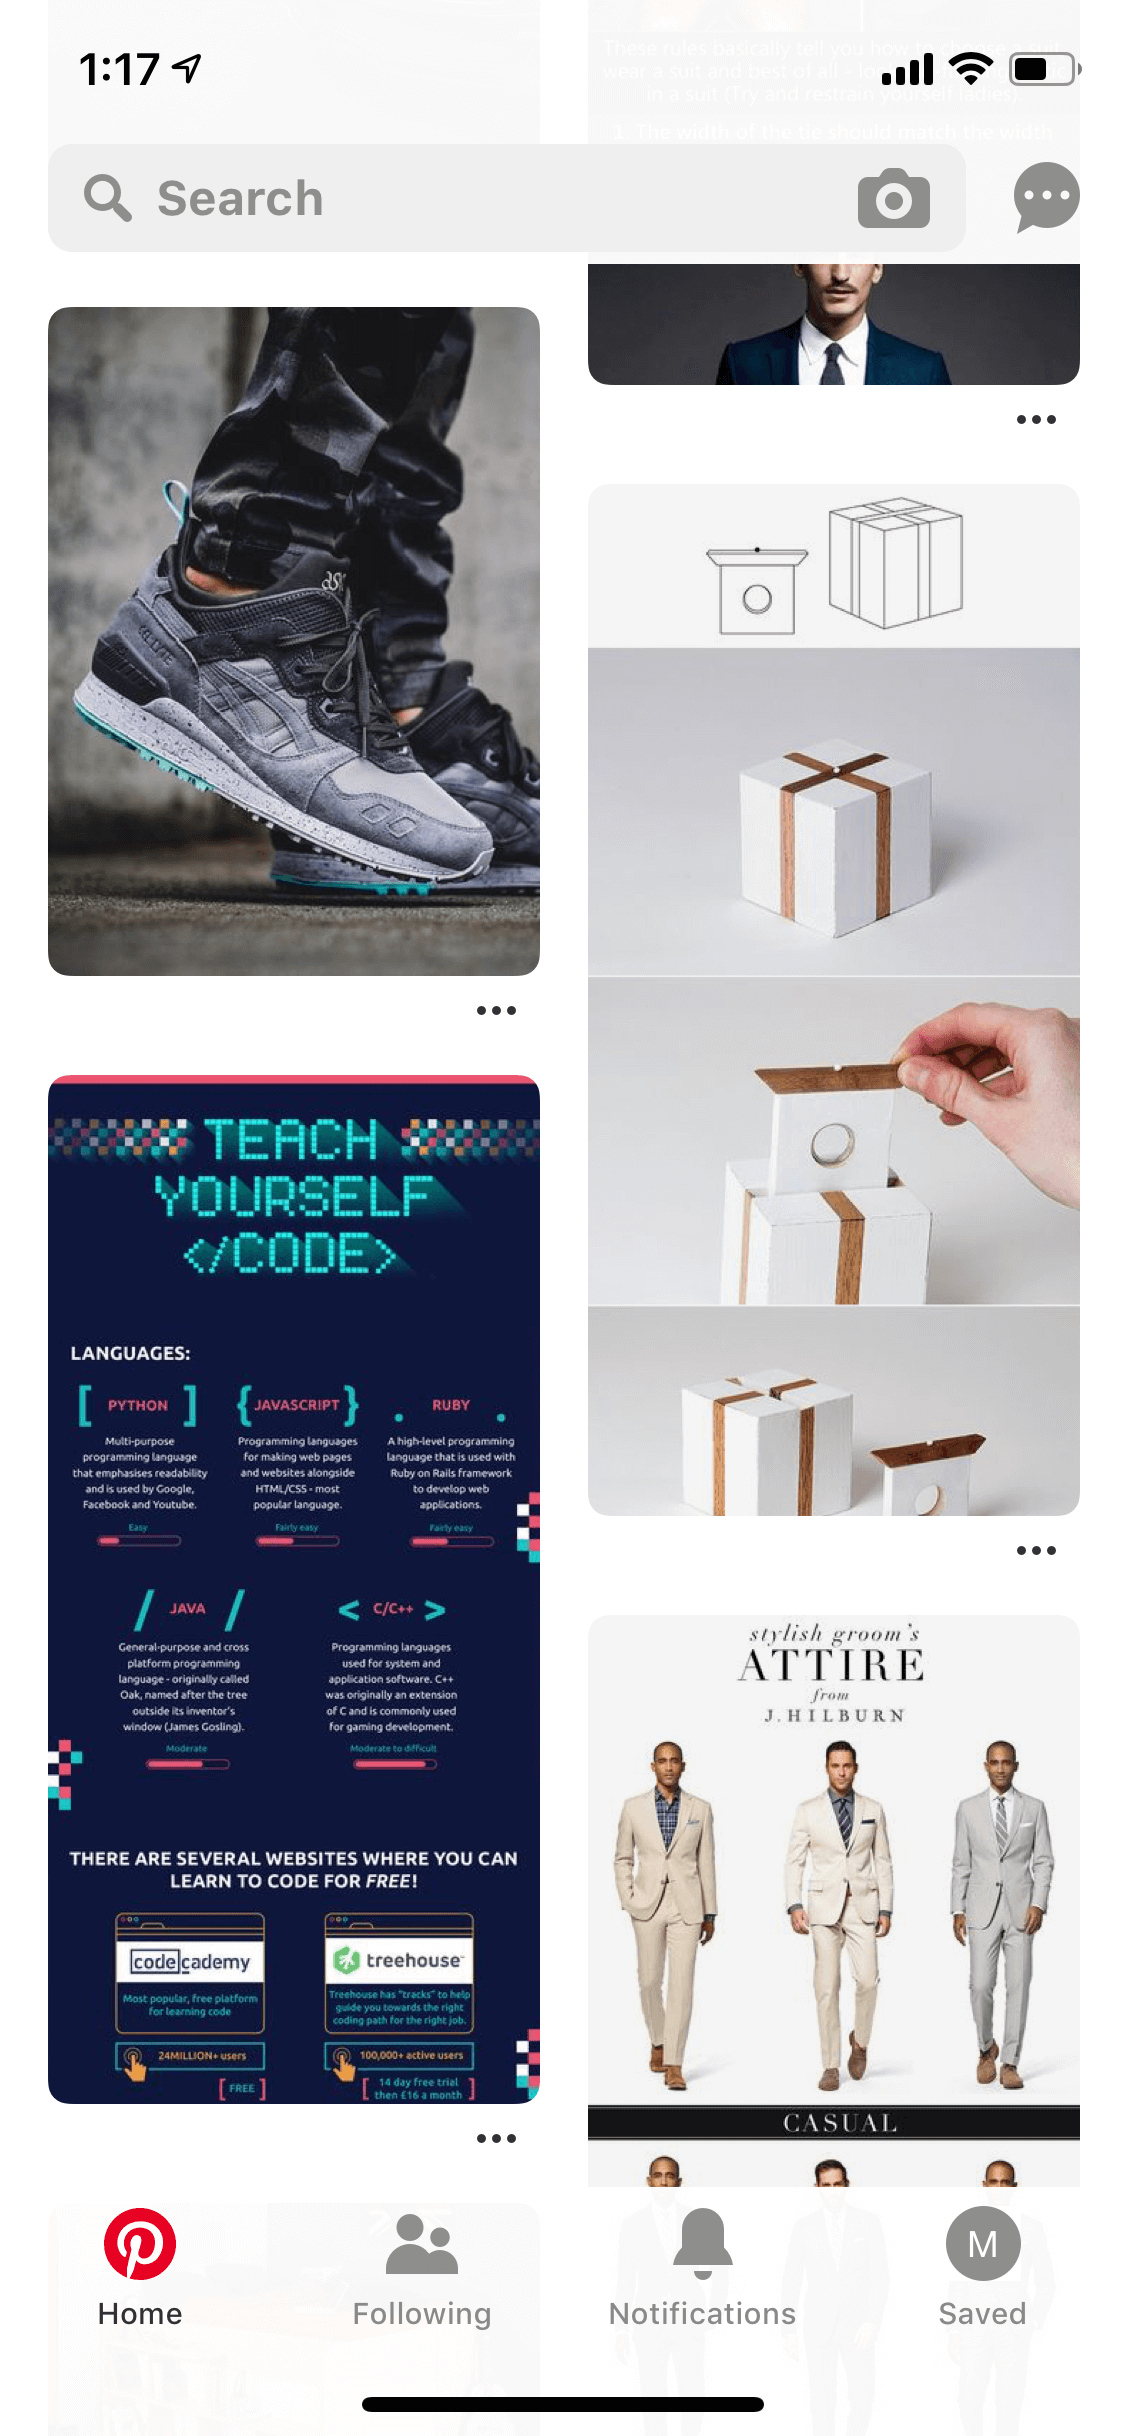 1:17
These rules basically tell you how to choose a suit,
wear a suit and best of all
in a suit (Try and restrain yourself ladies).
1. The width of the tie should match the width
Search
GEL-LYTE
TEACH
YOURSELF
</CODE>
LANGUAGES:
[ PYTHON ]
Multi-purpose
programming language
that emphasises readability
and is used by Google,
Facebook and Youtube.
Easy
{ JAVASCRIPT }
Programming languages
for making web pages
and websites alongside
HTML/CSS - most
popular language.
Fairly easy
. RUBY .
A high-level programming
language that is used with
Ruby on Rails framework
to develop web
applications.
Fairly easy
/ JAVA /
General-purpose and cross
platform programming
language - originally called
Oak, named after the tree
outside its inventor's
window (James Gosling).
Moderate
< C/C++ >
Programming languages
used for system and
application software. C++
was originally an extension
of C and is commonly used
for gaming development.
Moderate to difficult
THERE ARE SEVERAL WEBSITES WHERE YOU CAN
LEARN TO CODE FOR FREE!
codecademy
Most popular, free platform
for learning code
24MILLION+ users
[ FREE ]
treehouse
Treehouse has "tracks" to help
guide you towards the right
coding path for the right job.
100,000+ active users
[ 14 day free trial
then £16 a month ]
stylish groom's
ATTIRE
from
J.HILBURN
CASUAL
Home
Following
Notifications
M
Saved